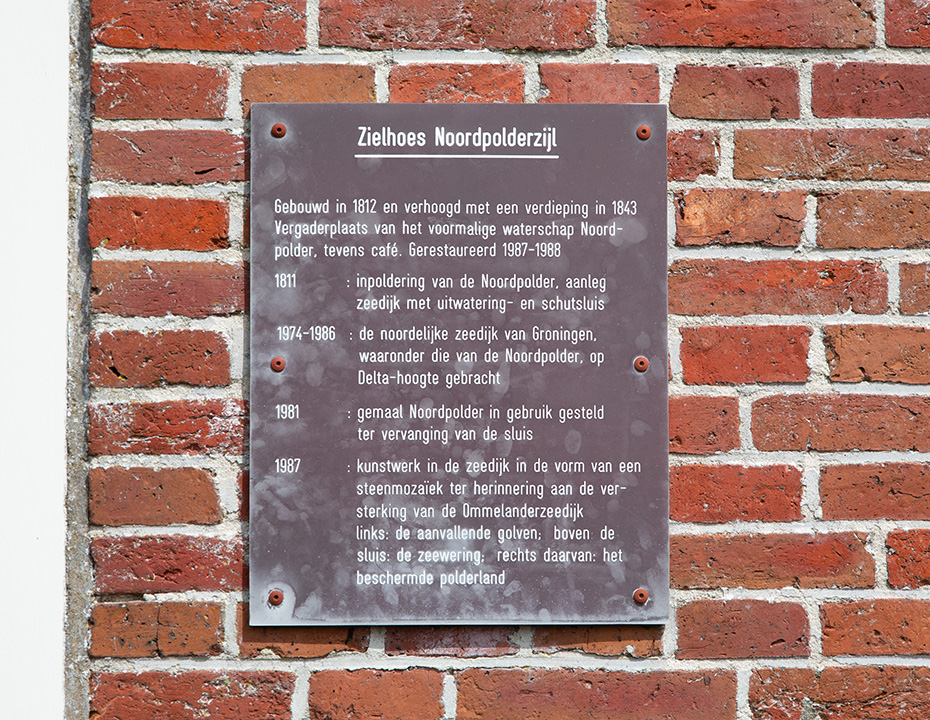 Zielhoes Noordpolderzijl
Gebouwd in 1812 en verhoogd met een verdieping in 1843
Vergaderplaats van het voormalige waterschap Noord-
polder, tevens café. Gerestaureerd 1987-1988
1811 : inpoldering van de Noordpolder, aanleg
zeedijk met uitwatering- en schutsluis
1974-1986 : de noordelijke zeedijk van Groningen,
waaronder die van de Noordpolder, op
Delta-hoogte gebracht
1981 : gemaal Noordpolder in gebruik gesteld
ter vervanging van de sluis
1987 : kunstwerk in de zeedijk in de vorm van een
steenmozaïek ter herinnering aan de ver-
sterking van de Ommelanderzeedijk
links: de aanvallende golven; boven de
sluis: de zeewering; rechts daarvan: het
beschermde polderland